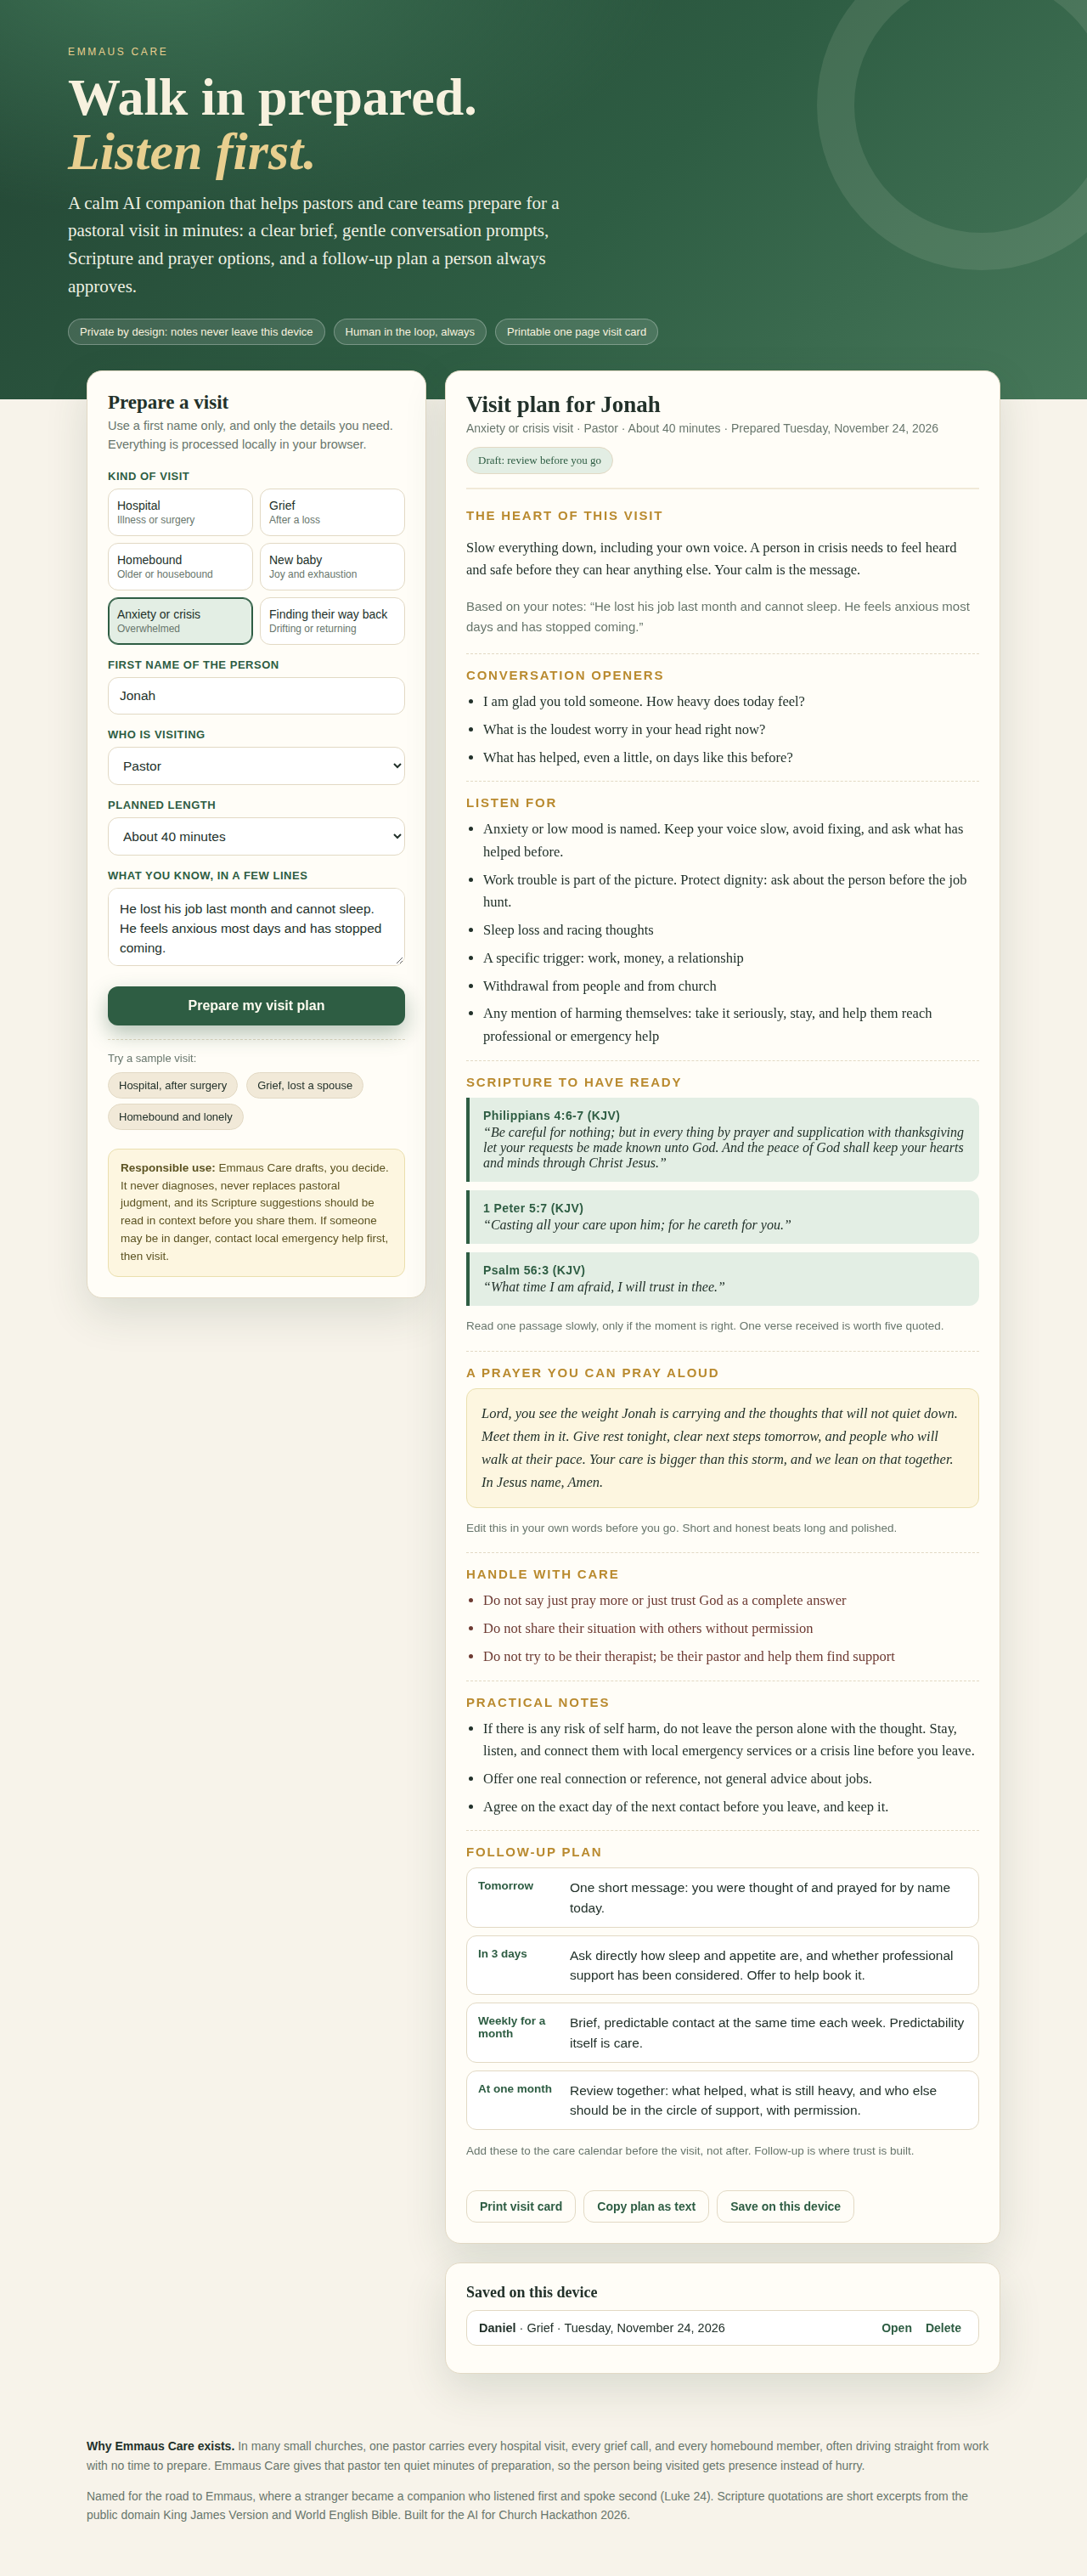 EMMAUS CARE
Walk in prepared.
Listen first.
A calm AI companion that helps pastors and care teams prepare for a
pastoral visit in minutes: a clear brief, gentle conversation prompts,
Scripture and prayer options, and a follow-up plan a person always
approves.
Private by design: notes never leave this device
Human in the loop, always
Printable one page visit card
Prepare a visit
Use a first name only, and only the details you need.
Everything is processed locally in your browser.
KIND OF VISIT
Hospital
Illness or surgery
Grief
After a loss
Homebound
Older or housebound
New baby
Joy and exhaustion
Anxiety or crisis
Overwhelmed
Finding their way back
Drifting or returning
FIRST NAME OF THE PERSON
Jonah
WHO IS VISITING
Pastor
PLANNED LENGTH
About 40 minutes
WHAT YOU KNOW, IN A FEW LINES
He lost his job last month and cannot sleep.
He feels anxious most days and has stopped
coming.
Prepare my visit plan
Try a sample visit:
Hospital, after surgery
Grief, lost a spouse
Homebound and lonely
Responsible use: Emmaus Care drafts, you decide.
It never diagnoses, never replaces pastoral
judgment, and its Scripture suggestions should be
read in context before you share them. If someone
may be in danger, contact local emergency help first,
then visit.
Visit plan for Jonah
Anxiety or crisis visit · Pastor · About 40 minutes · Prepared Tuesday, November 24, 2026
Draft: review before you go
THE HEART OF THIS VISIT
Slow everything down, including your own voice. A person in crisis needs to feel heard
and safe before they can hear anything else. Your calm is the message.
Based on your notes: “He lost his job last month and cannot sleep. He feels anxious most
days and has stopped coming.”
CONVERSATION OPENERS
• I am glad you told someone. How heavy does today feel?
• What is the loudest worry in your head right now?
• What has helped, even a little, on days like this before?
LISTEN FOR
• Anxiety or low mood is named. Keep your voice slow, avoid fixing, and ask what has
helped before.
• Work trouble is part of the picture. Protect dignity: ask about the person before the job
hunt.
• Sleep loss and racing thoughts
• A specific trigger: work, money, a relationship
• Withdrawal from people and from church
• Any mention of harming themselves: take it seriously, stay, and help them reach
professional or emergency help
SCRIPTURE TO HAVE READY
Philippians 4:6-7 (KJV)
“Be careful for nothing; but in every thing by prayer and supplication with thanksgiving
let your requests be made known unto God. And the peace of God shall keep your hearts
and minds through Christ Jesus.”
1 Peter 5:7 (KJV)
“Casting all your care upon him; for he careth for you.”
Psalm 56:3 (KJV)
“What time I am afraid, I will trust in thee.”
Read one passage slowly, only if the moment is right. One verse received is worth five quoted.
A PRAYER YOU CAN PRAY ALOUD
Lord, you see the weight Jonah is carrying and the thoughts that will not quiet down.
Meet them in it. Give rest tonight, clear next steps tomorrow, and people who will
walk at their pace. Your care is bigger than this storm, and we lean on that together.
In Jesus name, Amen.
Edit this in your own words before you go. Short and honest beats long and polished.
HANDLE WITH CARE
• Do not say just pray more or just trust God as a complete answer
• Do not share their situation with others without permission
• Do not try to be their therapist; be their pastor and help them find support
PRACTICAL NOTES
• If there is any risk of self harm, do not leave the person alone with the thought. Stay,
listen, and connect them with local emergency services or a crisis line before you leave.
• Offer one real connection or reference, not general advice about jobs.
• Agree on the exact day of the next contact before you leave, and keep it.
FOLLOW-UP PLAN
Tomorrow
One short message: you were thought of and prayed for by name
today.
In 3 days
Ask directly how sleep and appetite are, and whether professional
support has been considered. Offer to help book it.
Weekly for a
month
Brief, predictable contact at the same time each week. Predictability
itself is care.
At one month
Review together: what helped, what is still heavy, and who else
should be in the circle of support, with permission.
Add these to the care calendar before the visit, not after. Follow-up is where trust is built.
Print visit card
Copy plan as text
Save on this device
Saved on this device
Daniel · Grief · Tuesday, November 24, 2026
Open
Delete
Why Emmaus Care exists. In many small churches, one pastor carries every hospital visit, every grief call, and every homebound member, often driving straight from work
with no time to prepare. Emmaus Care gives that pastor ten quiet minutes of preparation, so the person being visited gets presence instead of hurry.
Named for the road to Emmaus, where a stranger became a companion who listened first and spoke second (Luke 24). Scripture quotations are short excerpts from the
public domain King James Version and World English Bible. Built for the AI for Church Hackathon 2026.